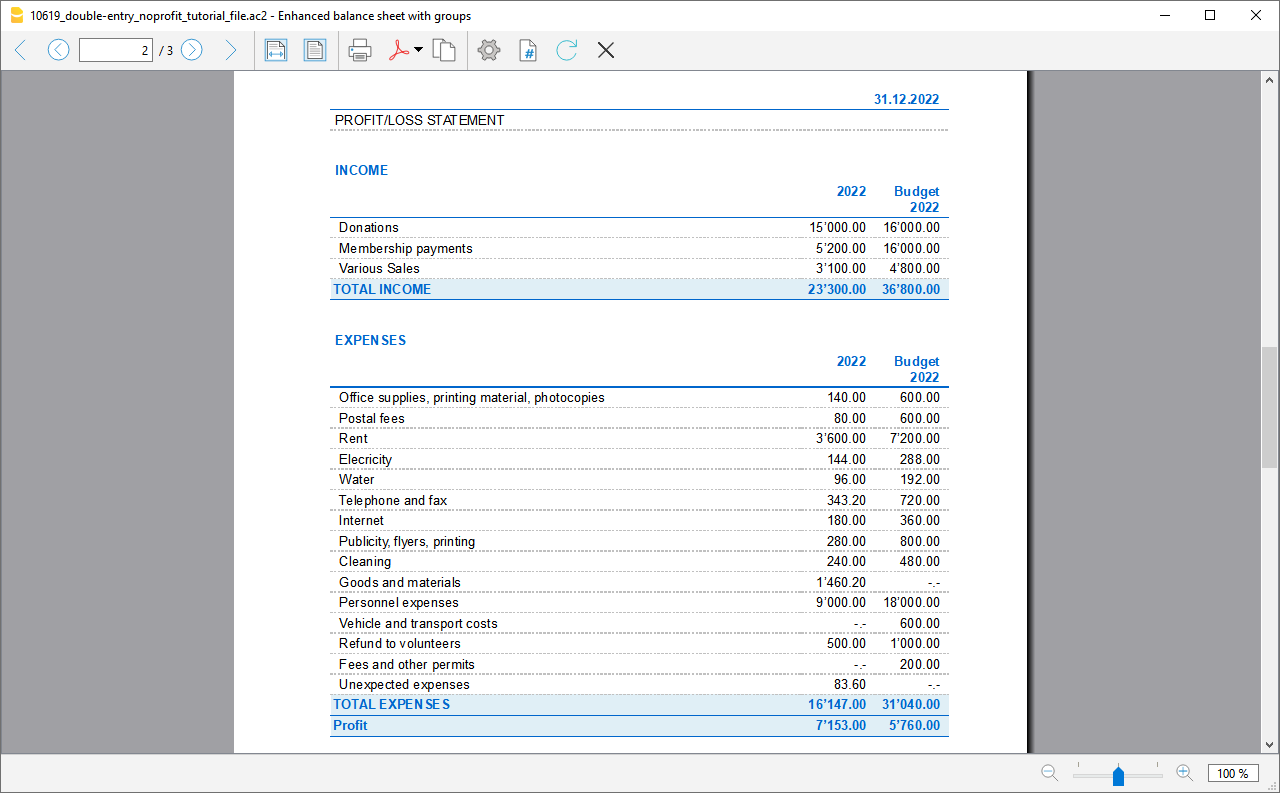 10619_double-entry_noprofit_tutorial_file.ac2 - Enhanced balance sheet with groups
2 / 3
#
31.12.2022
PROFIT/LOSS STATEMENT
INCOME
2022 Budget
2022
Donations 15’000.00 16’000.00
Membership payments 5’200.00 16’000.00
Various Sales 3’100.00 4’800.00
TOTAL INCOME 23’300.00 36’800.00
EXPENSES
2022 Budget
2022
Office supplies, printing material, photocopies 140.00 600.00
Postal fees 80.00 600.00
Rent 3’600.00 7’200.00
Elecricity 144.00 288.00
Water 96.00 192.00
Telephone and fax 343.20 720.00
Internet 180.00 360.00
Publicity, flyers, printing 280.00 800.00
Cleaning 240.00 480.00
Goods and materials 1’460.20 -.-
Personnel expenses 9’000.00 18’000.00
Vehicle and transport costs -.- 600.00
Refund to volunteers 500.00 1’000.00
Fees and other permits -.- 200.00
Unexpected expenses 83.60 -.-
TOTAL EXPENSES 16’147.00 31’040.00
Profit 7’153.00 5’760.00
100 %